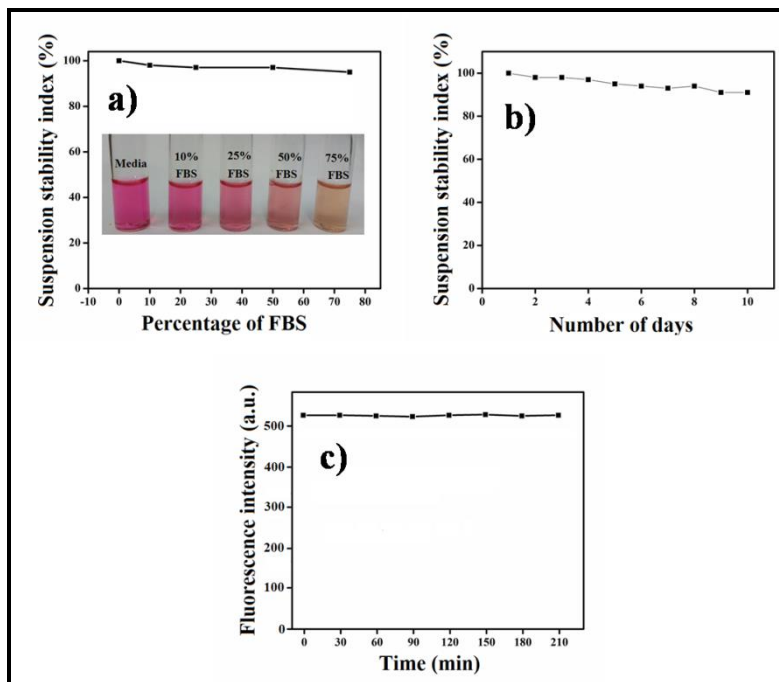 Suspension stability index (%)
100
80
60
40
20
0
a)
Media
10%
FBS
25%
FBS
50%
FBS
75%
FBS
-10 0 10 20 30 40 50 60 70 80
Percentage of FBS
Suspension stability index (%)
100
80
60
40
20
0
b)
0 2 4 6 8 10
Number of days
Fluorescence intensity (a.u.)
500
400
300
200
100
0
c)
0 30 60 90 120 150 180 210
Time (min)